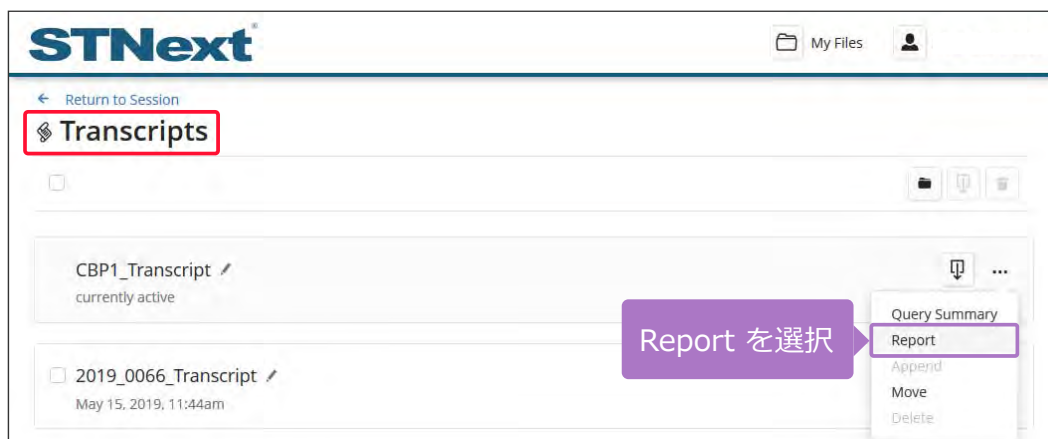 STNext
My Files
← Return to Session
Transcripts
CBP1_Transcript
currently active
Query Summary
Report を選択
Report
Append
2019_0066_Transcript
Move
May 15, 2019, 11:44am
Delete